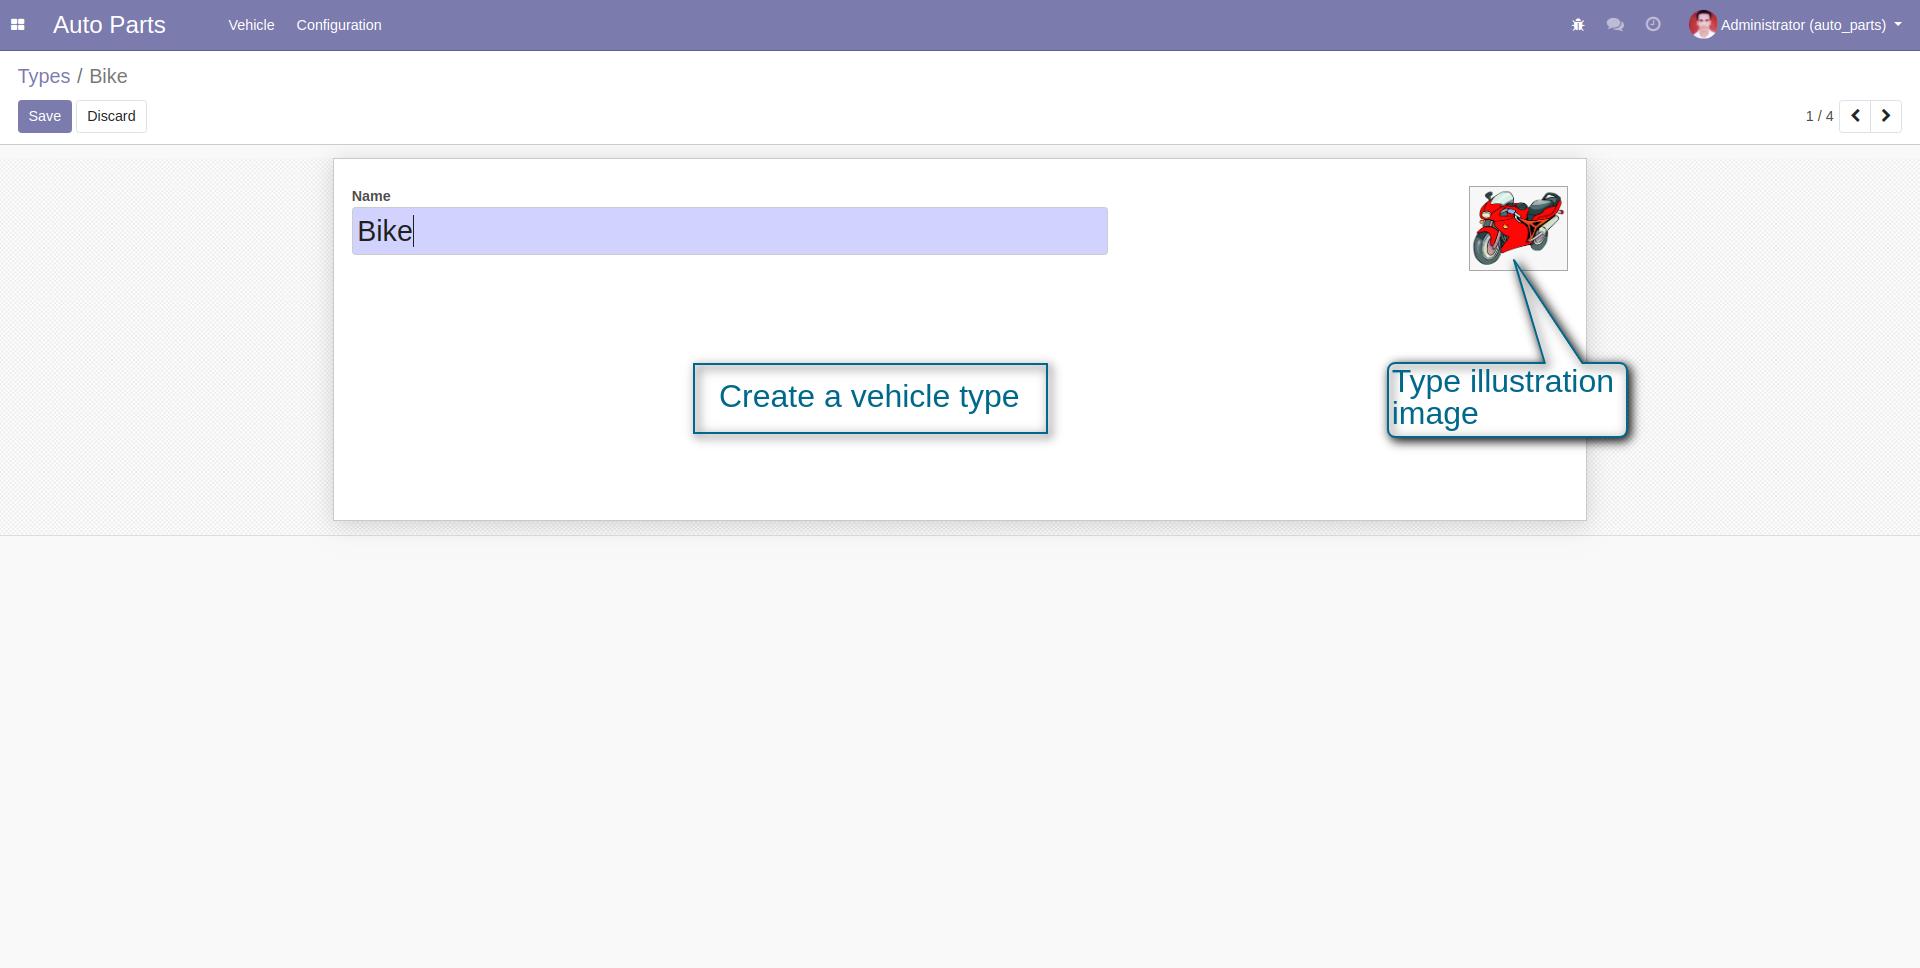 Auto Parts Vehicle Configuration Administrator (auto_parts)
Types / Bike
Save Discard 1 / 4
Name
Bike
Create a vehicle type
Type illustration
image